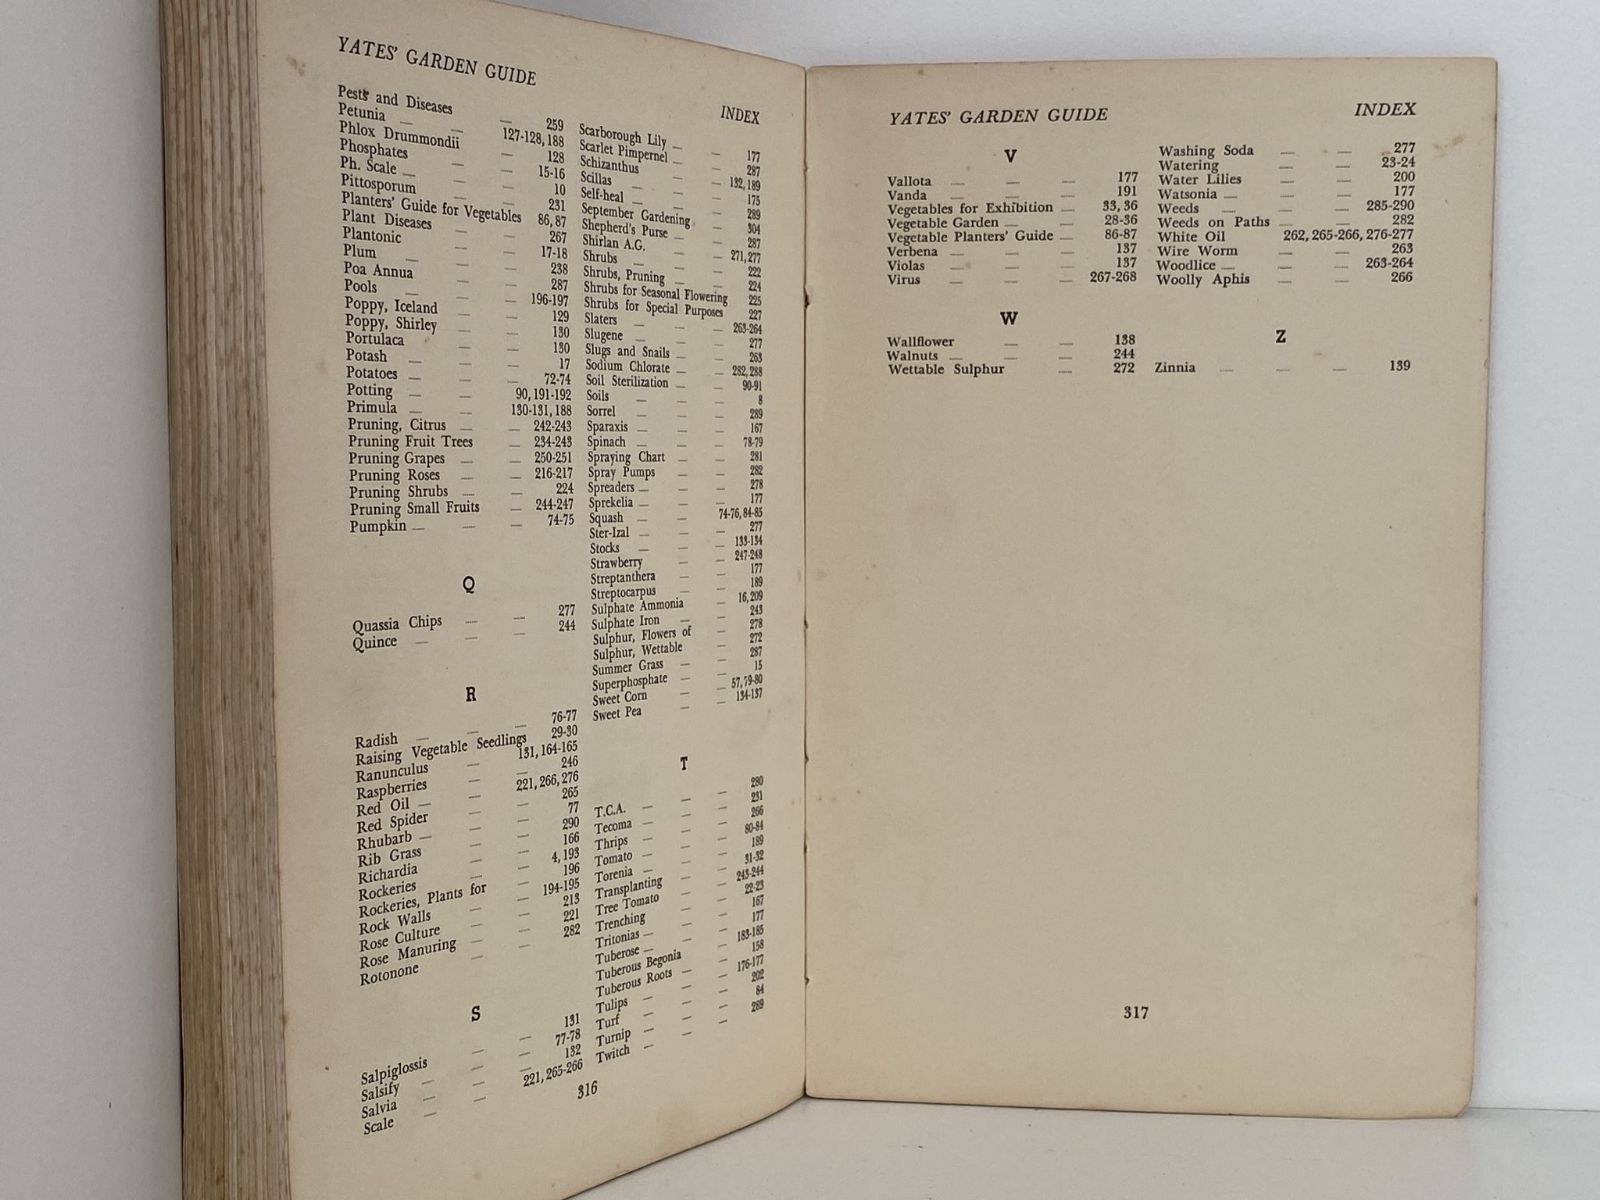 YATES' GARDEN GUIDE
INDEX
Pests and Diseases — 259
Petunia — — 127-128, 188
Phlox Drummondii — 128
Phosphates — — 15-16
Ph. Scale — — — 10
Pittosporum — — 231
Planters' Guide for Vegetables 86, 87
Plant Diseases — — 267
Plantonic — — 17-18
Plum — — — 238
Poa Annua — — 287
Pools — — — 196-197
Poppy, Iceland — — 129
Poppy, Shirley — — 130
Portulaca — — 130
Potash — — — 17
Potatoes — — — 72-74
Potting — — 90, 191-192
Primula — — 130-131, 188
Pruning, Citrus — — 242-243
Pruning Fruit Trees — 234-243
Pruning Grapes — — 250-251
Pruning Roses — — 216-217
Pruning Shrubs — — 224
Pruning Small Fruits — 244-247
Pumpkin — — — 74-75
Q
Quassia Chips — — 277
Quince — — — 244
R
Radish — — — 76-77
Raising Vegetable Seedlings 29-30
Ranunculus — 131, 164-165
Raspberries — — 246
Red Oil — — 221, 266, 276
Red Spider — — 265
Rhubarb — — — 77
Rib Grass — — 290
Richardia — — 166
Rockeries — — 4, 193
Rockeries, Plants for — 196
Rock Walls — — 194-195
Rose Culture — — 213
Rose Manuring — — 221
Rotonone — — 282
S
Salpiglossis — — 131
Salsify — — — 77-78
Salvia — — — 132
Scale — — 221, 265-266
Scarborough Lily — — 177
Scarlet Pimpernel — — 287
Schizanthus — — 132, 189
Scillas — — — 175
Self-heal — — — 289
September Gardening — 304
Shepherd's Purse — — 287
Shirlan A.G. — — 271, 277
Shrubs — — — 222
Shrubs, Pruning — — 224
Shrubs for Seasonal Flowering 225
Shrubs for Special Purposes 227
Slaters — — — 263-264
Slugene — — — 277
Slugs and Snails — — 263
Sodium Chlorate — — 282, 288
Soil Sterilization — — 90-91
Soils — — — 8
Sorrel — — — 289
Sparaxis — — — 167
Spinach — — — 78-79
Spraying Chart — — 281
Spray Pumps — — 282
Spreaders — — — 278
Sprekelia — — — 177
Squash — — 74-76, 84-85
Ster-Izal — — — 277
Stocks — — — 133-134
Strawberry — — 247-248
Streptanthera — — 177
Streptocarpus — — 189
Sulphate Ammonia — 16, 209
Sulphate Iron — — 243
Sulphur, Flowers of — 278
Sulphur, Wettable — — 272
Summer Grass — — 287
Superphosphate — — 15
Sweet Corn — — 57, 79-80
Sweet Pea — — 134-137
T
T.C.A. — — — 280
Tecoma — — — 231
Thrips — — — 266
Tomato — — — 80-84
Torenia — — — 189
Transplanting — — 31-32
Tree Tomato — — 243-244
Trenching — — 22-23
Tritonias — — — 167
Tuberose — — — 177
Tuberous Begonia — 183-185
Tuberous Roots — — 158
Tulips — — — 176-177
Turf — — — 202
Turnip — — — 84
Twitch — — — 289
316
YATES' GARDEN GUIDE
INDEX
V
Vallota — — — 177
Vanda — — — 191
Vegetables for Exhibition — 33, 36
Vegetable Garden — — 28-36
Vegetable Planters' Guide — 86-87
Verbena — — — 137
Violas — — — 137
Virus — — — 267-268
W
Wallflower — — 138
Walnuts — — — 244
Wettable Sulphur — 272
Washing Soda — — 277
Watering — — 23-24
Water Lilies — — 200
Watsonia — — — 177
Weeds — — — 285-290
Weeds on Paths — — 282
White Oil 262, 265-266, 276-277
Wire Worm — — 263
Woodlice — — — 263-264
Woolly Aphis — — 266
Z
Zinnia — — — 139
317